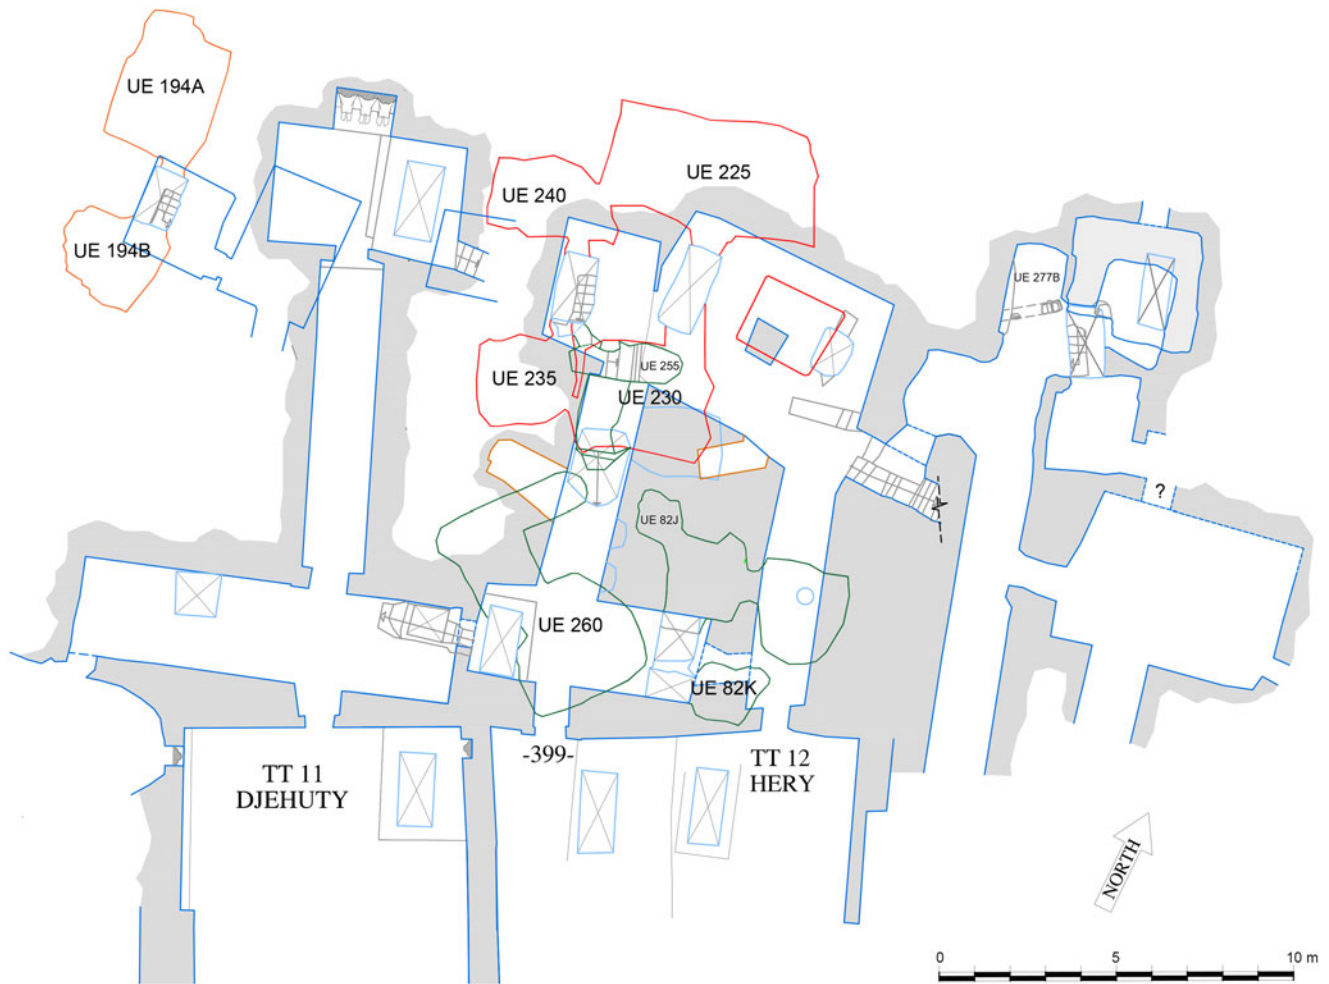 UE 194A
UE 225
UE 240
UE 194B
UE 277B
UE 255
UE 235
UE 230
?
UE 82J
UE 260
UE 82K
-399-
TT 11
DJEHUTY
TT 12
HERY
NORTH
0 5 10 m